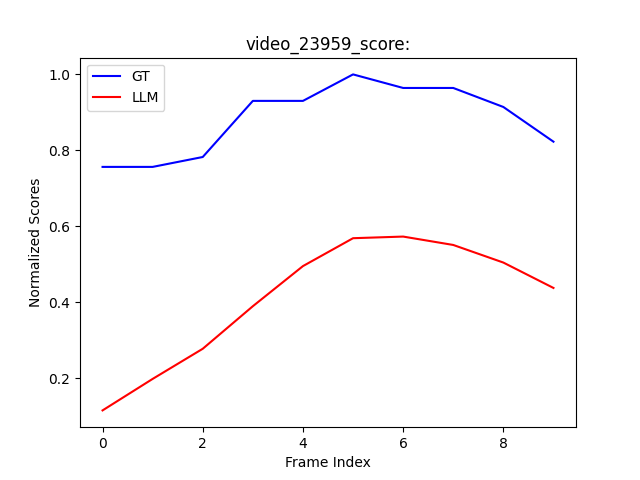 video_23959_score:
GT
LLM
1.0
0.8
0.6
0.4
0.2
Normalized Scores
0 2 4 6 8
Frame Index